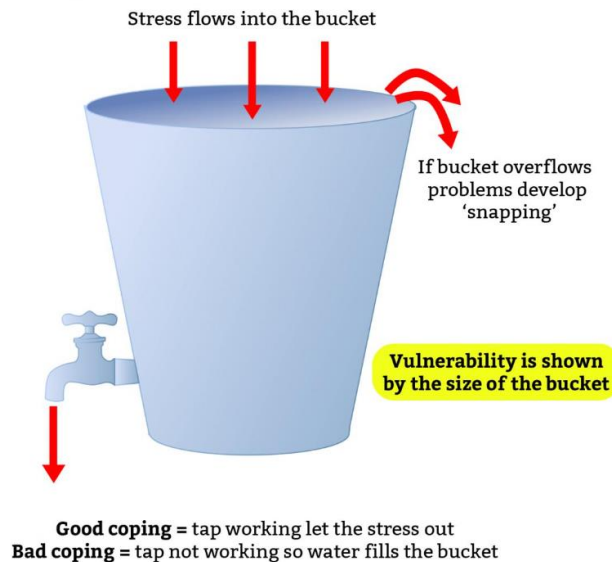 Stress flows into the bucket
If bucket overflows
problems develop
‘snapping’
Vulnerability is shown
by the size of the bucket
Good coping = tap working let the stress out
Bad coping = tap not working so water fills the bucket